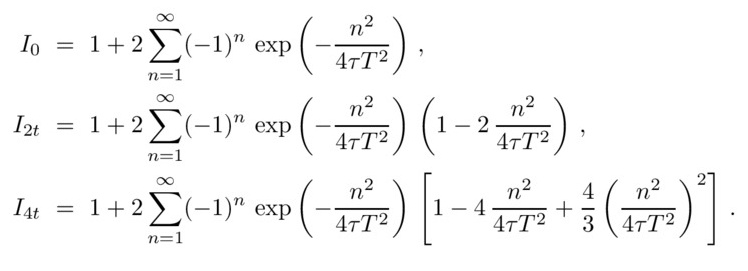 I_0 = 1 + 2 \sum_{n=1}^{\infty} (-1)^n \exp\left(-\frac{n^2}{4\tau T^2}\right) ,
I_{2t} = 1 + 2 \sum_{n=1}^{\infty} (-1)^n \exp\left(-\frac{n^2}{4\tau T^2}\right) \left(1 - 2 \frac{n^2}{4\tau T^2}\right) ,
I_{4t} = 1 + 2 \sum_{n=1}^{\infty} (-1)^n \exp\left(-\frac{n^2}{4\tau T^2}\right) \left[1 - 4 \frac{n^2}{4\tau T^2} + \frac{4}{3} \left(\frac{n^2}{4\tau T^2}\right)^2\right] .